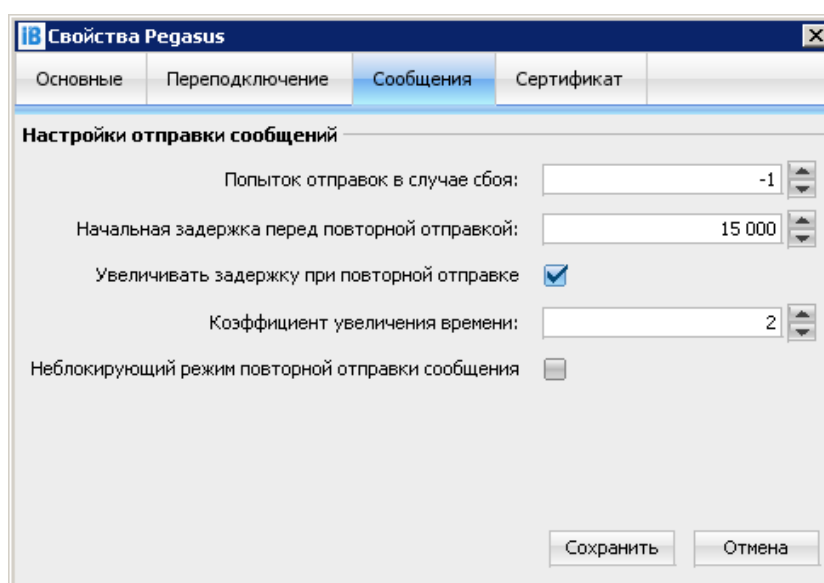 iB Свойства Pegasus
Основные Переподключение Сообщения Сертификат
Настройки отправки сообщений
Попыток отправок в случае сбоя: -1
Начальная задержка перед повторной отправкой: 15 000
Увеличивать задержку при повторной отправке
Коэффициент увеличения времени: 2
Неблокирующий режим повторной отправки сообщения
Сохранить Отмена